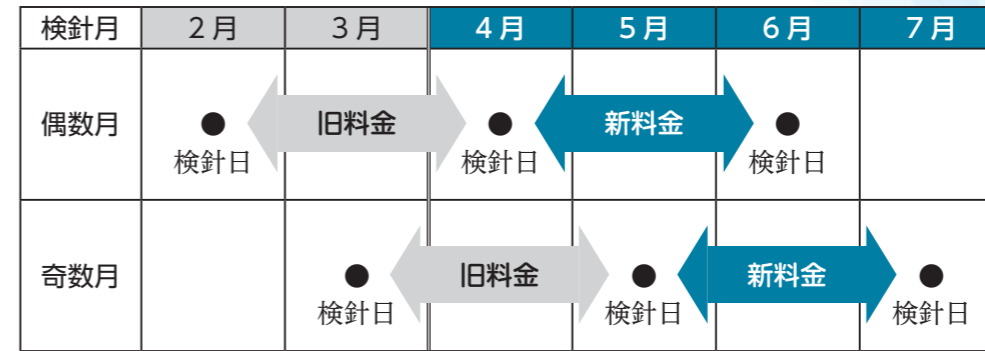 検針月 2月 3月 4月 5月 6月 7月
偶数月 旧料金 新料金
検針日 検針日 検針日
奇数月 旧料金 新料金
検針日 検針日 検針日